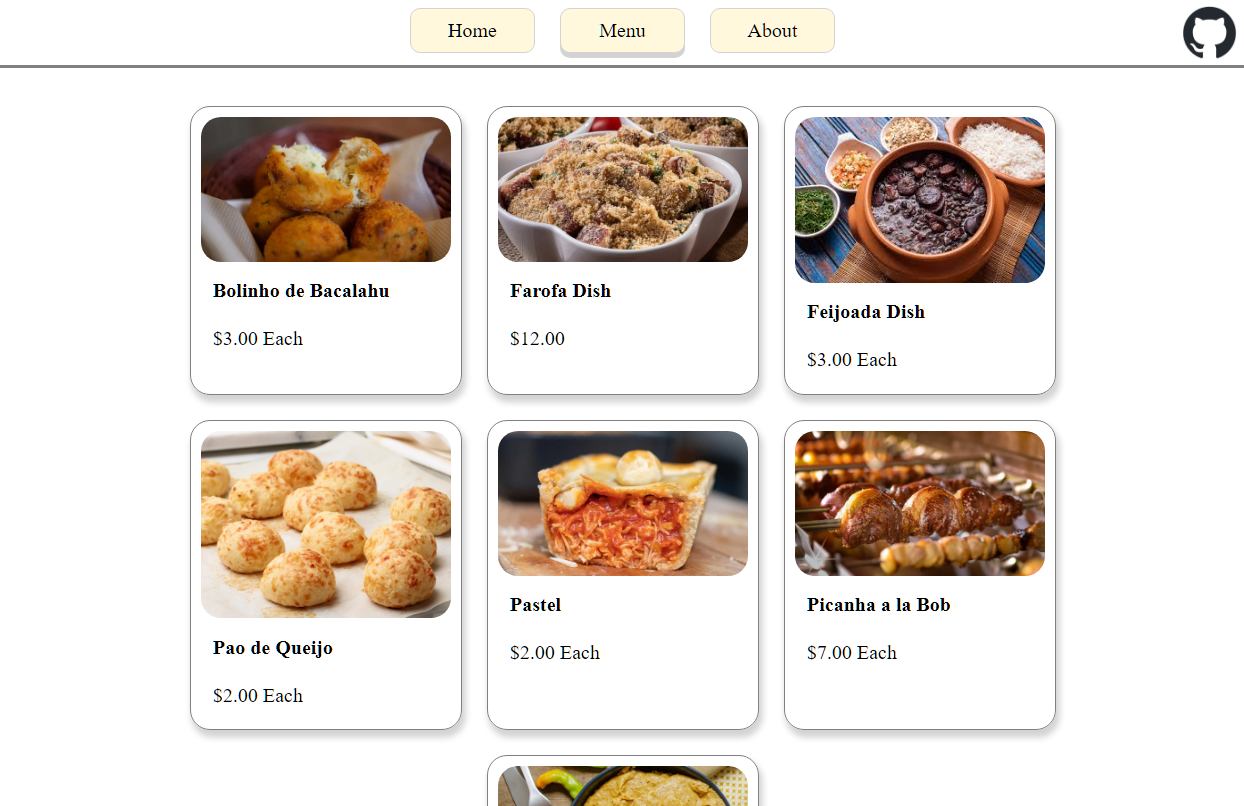 Home
Menu
About
Bolinho de Bacalahu
$3.00 Each
Farofa Dish
$12.00
Feijoada Dish
$3.00 Each
Pao de Queijo
$2.00 Each
Pastel
$2.00 Each
Picanha a la Bob
$7.00 Each